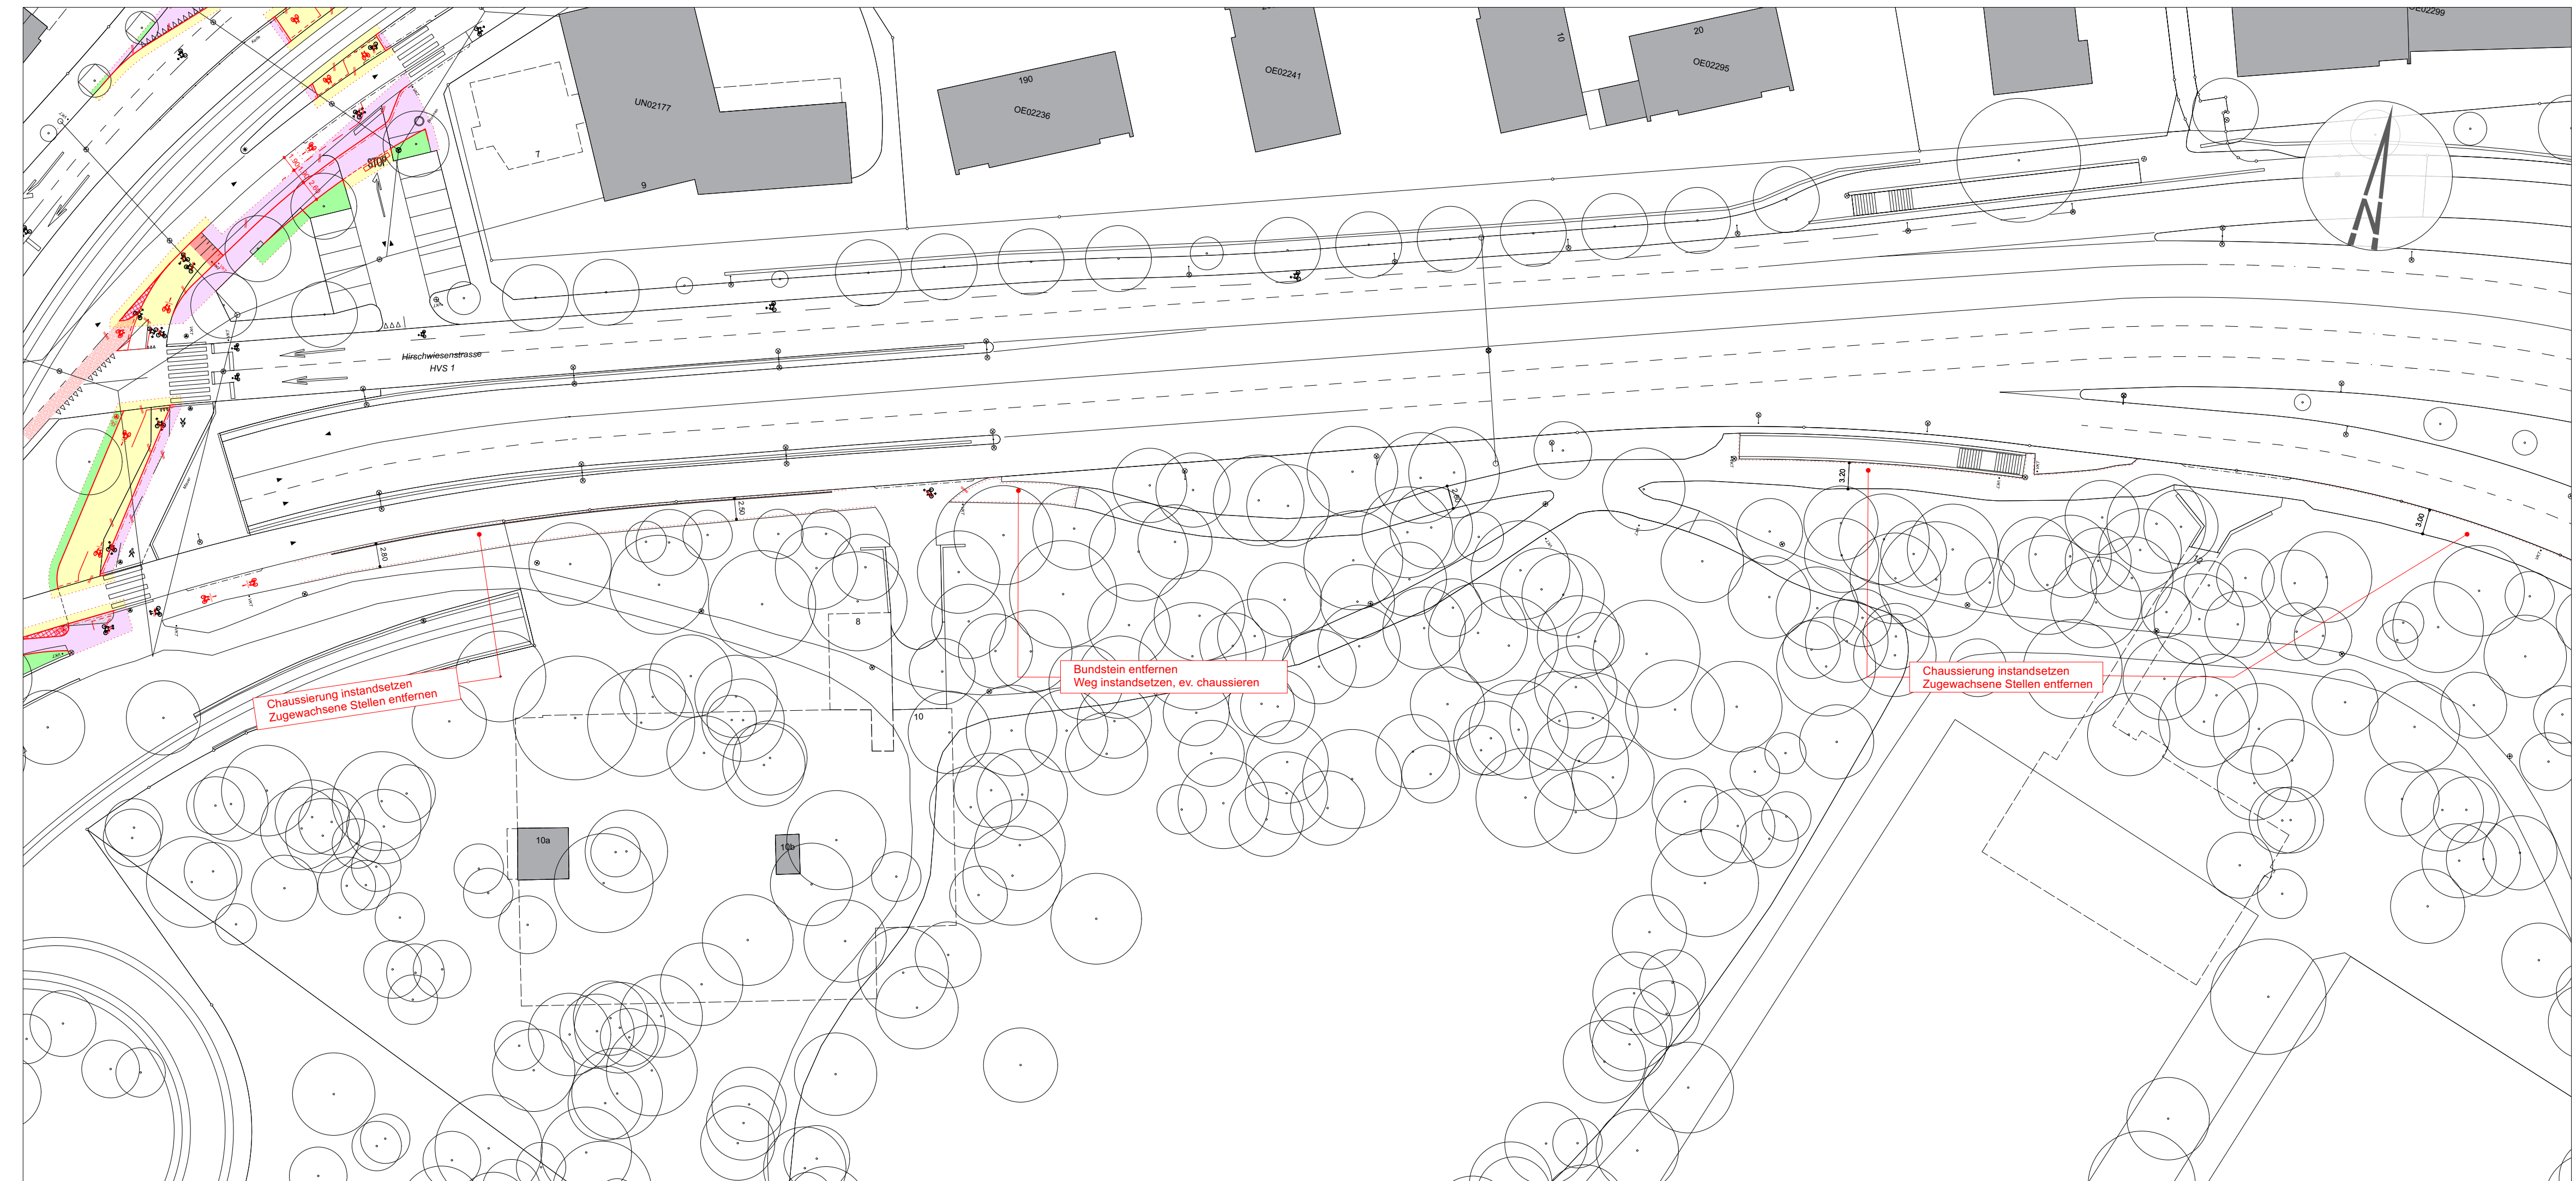 OE02299
20
10
OE02295
OE02241
190
OE02236
UN02177
7
9
STOP
2.60
Hirschwiesenstrasse
HVS 1
N
3.20
2.50
2.80
3.00
8
10
Bundstein entfernen
Weg instandsetzen, ev. chaussieren
Chaussierung instandsetzen
Zugewachsene Stellen entfernen
Chaussierung instandsetzen
Zugewachsene Stellen entfernen
10a
10b